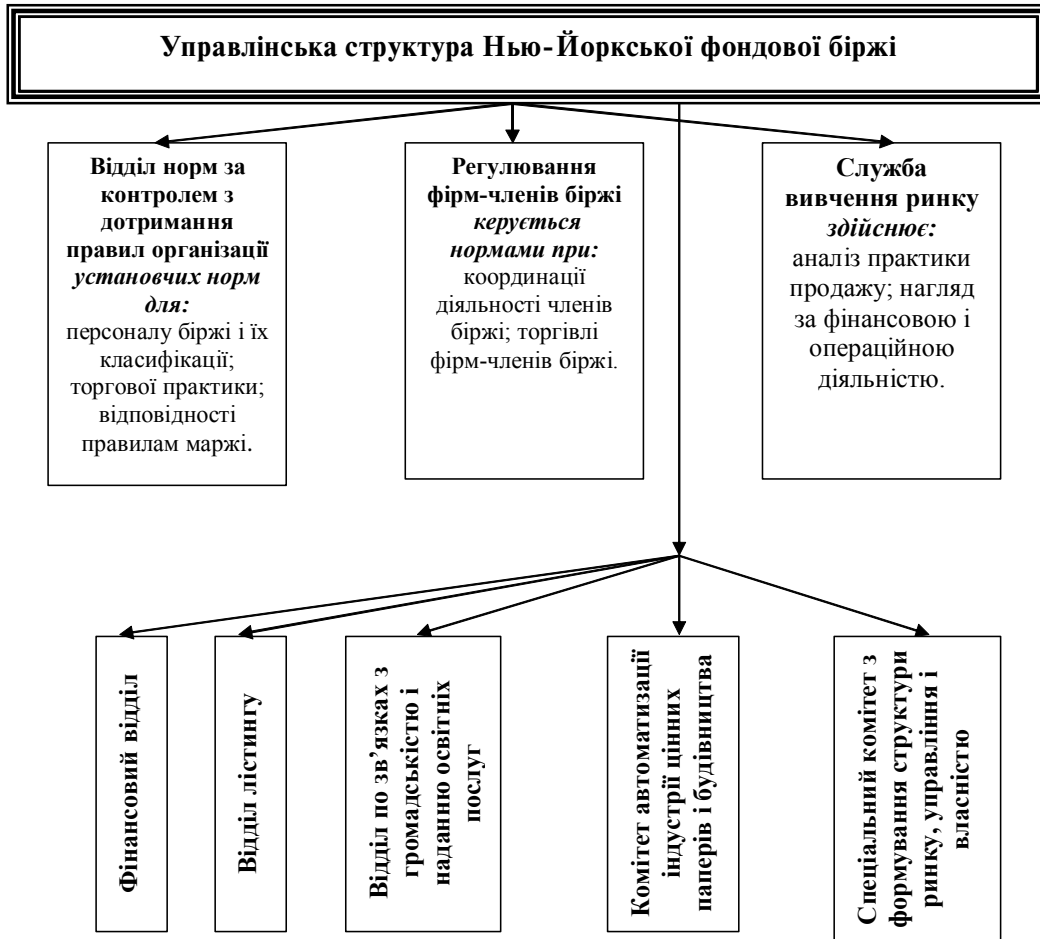 Управлінська структура Нью-Йоркської фондової біржі
Відділ норм за
контролем з
дотримання
правил організації
установчих норм
для:
персоналу біржі і їх
класифікації;
торгової практики;
відповідності
правилам маржі.
Регулювання
фірм-членів біржі
керується
нормами при:
координації
діяльності членів
біржі; торгівлі
фірм-членів біржі.
Служба
вивчення ринку
здійснює:
аналіз практики
продажу; нагляд
за фінансовою і
операційною
діяльністю.
Фінансовий відділ
Відділ лістингу
Відділ по зв’язках з
громадськістю і
наданню освітніх
послуг
Комітет автоматизації
індустрії цінних
паперів і будівництва
Спеціальний комітет з
формування структури
ринку, управління і
власністю